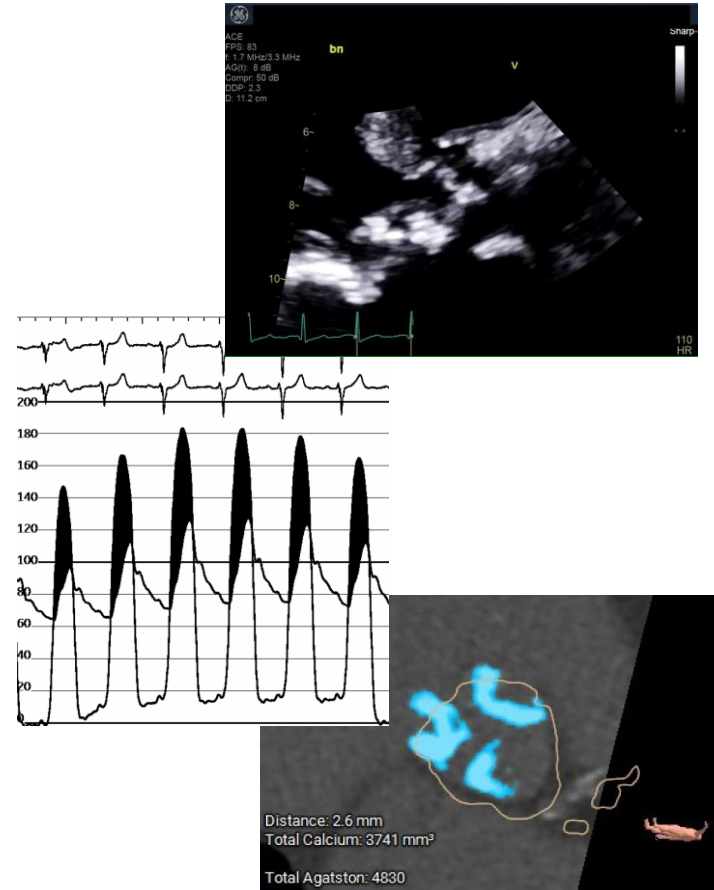 Sharp
ACE
FPS: 83
f: 1.7 MHz/3.3 MHz
AG(t): 8 dB
Compr: 50 dB
DDP: 2.3
D: 11.2 cm
bn
V
6
8
10
110
HR
200
180
160
140
120
100
80
60
40
20
0
Distance: 2.6 mm
Total Calcium: 3741 mm³
Total Agatston: 4830